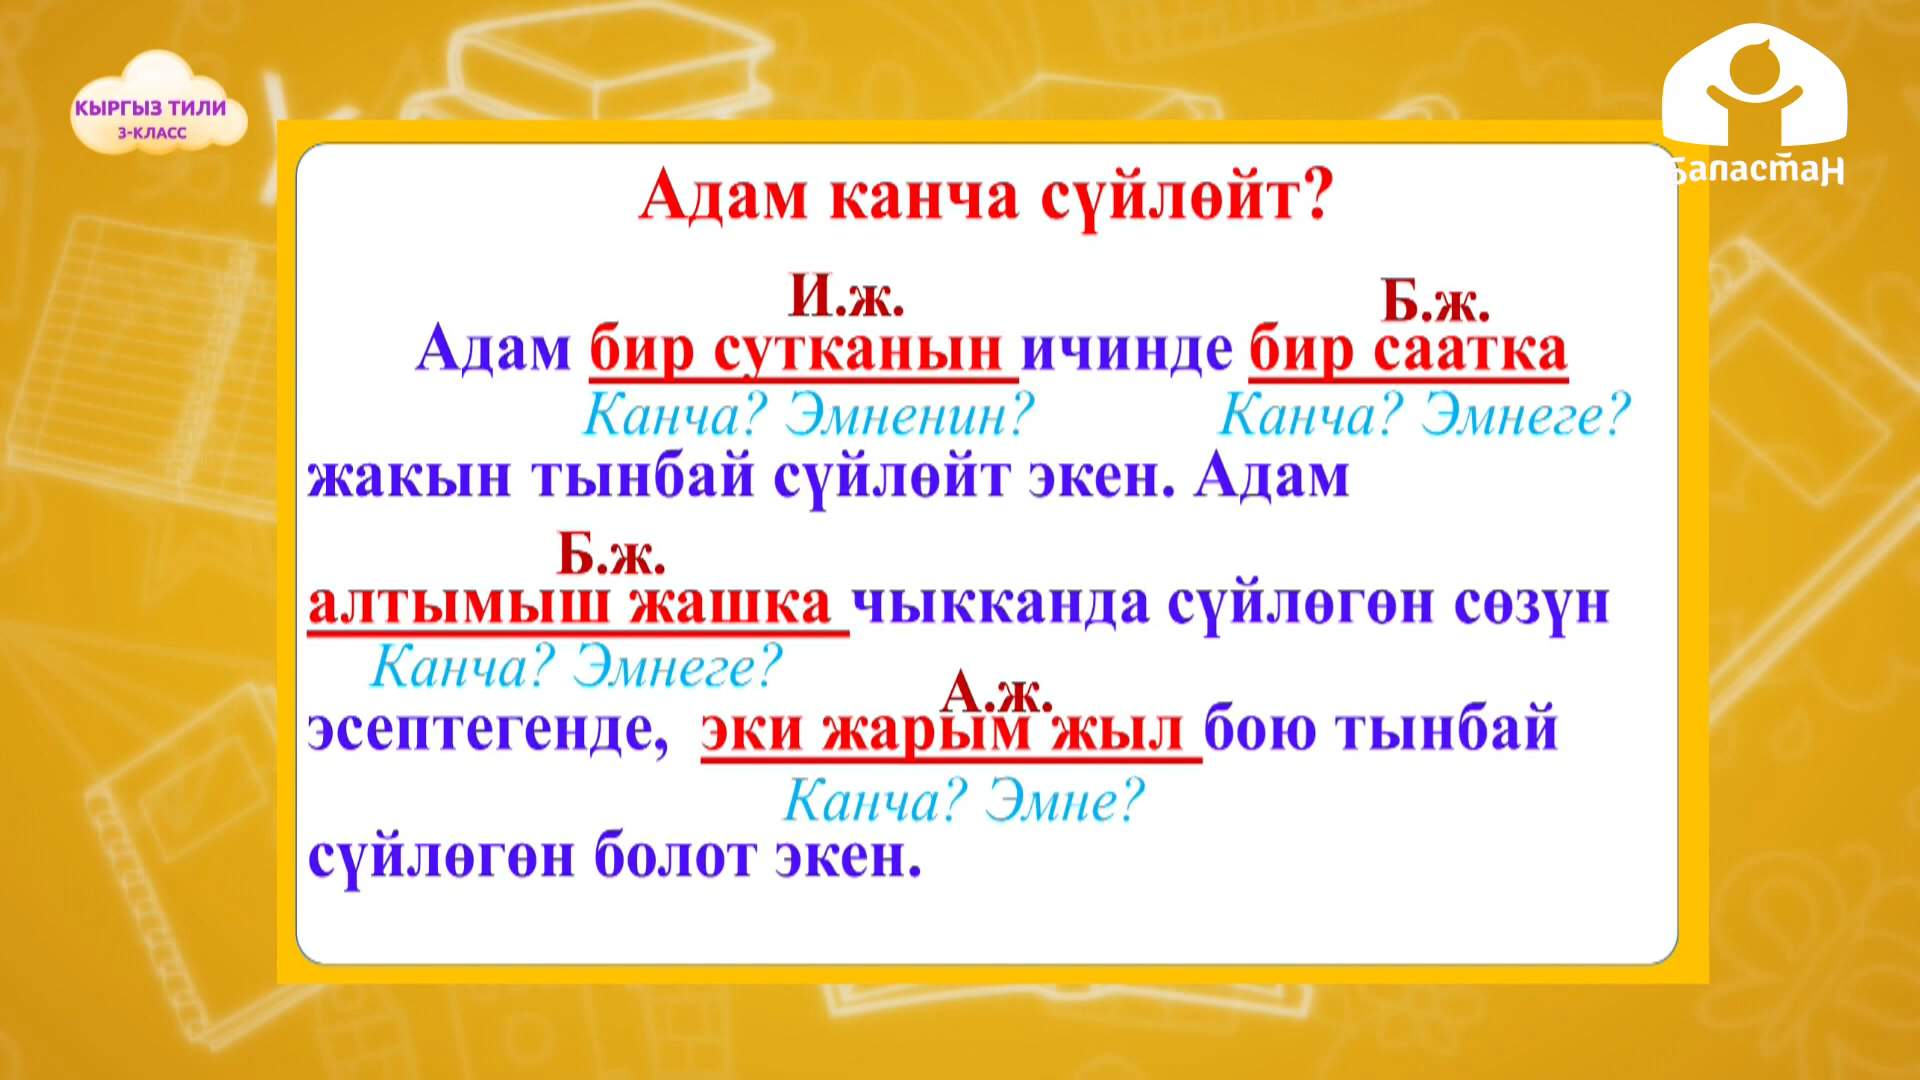 КЫРГЫЗ ТИЛИ
3-КЛАСС
Баластан
Адам канча сүйлөйт?
И.ж. Б.ж.
Адам бир сутканын ичинде бир саатка
Канча? Эмненин? Канча? Эмнеге?
жакын тынбай сүйлөйт экен. Адам
Б.ж.
алтымыш жашка чыкканда сүйлөгөн сөзүн
Канча? Эмнеге?
А.ж.
эсептегенде, эки жарым жыл бою тынбай
Канча? Эмне?
сүйлөгөн болот экен.